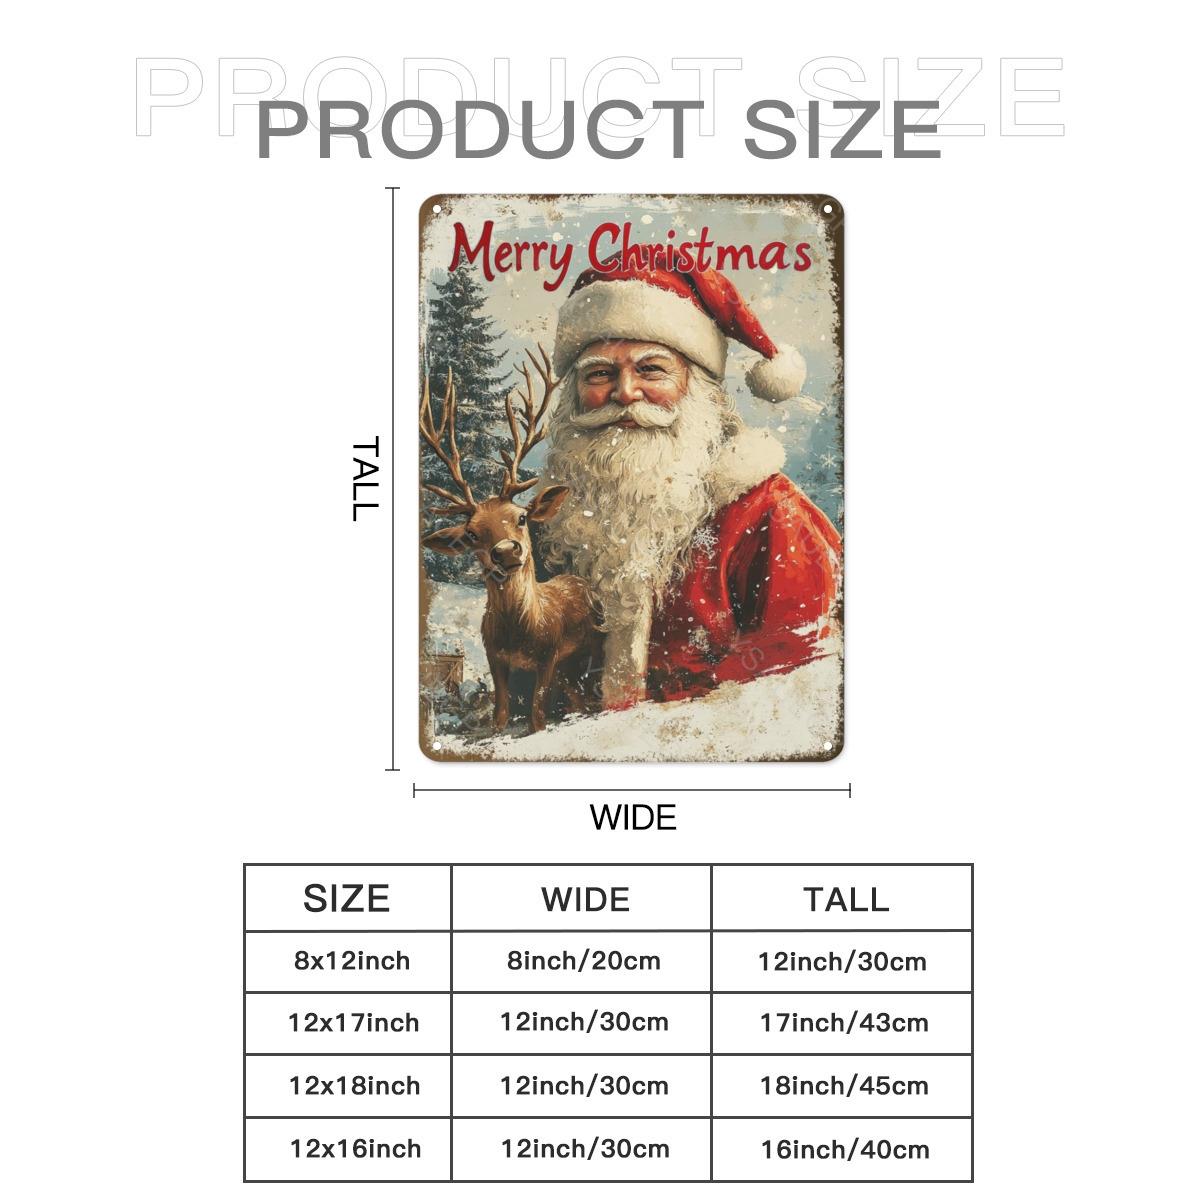 PRODUCT SIZE
PRODUCT SIZE
Merry Christmas
TALL
WIDE
SIZE WIDE TALL
8x12inch 8inch/20cm 12inch/30cm
12x17inch 12inch/30cm 17inch/43cm
12x18inch 12inch/30cm 18inch/45cm
12x16inch 12inch/30cm 16inch/40cm